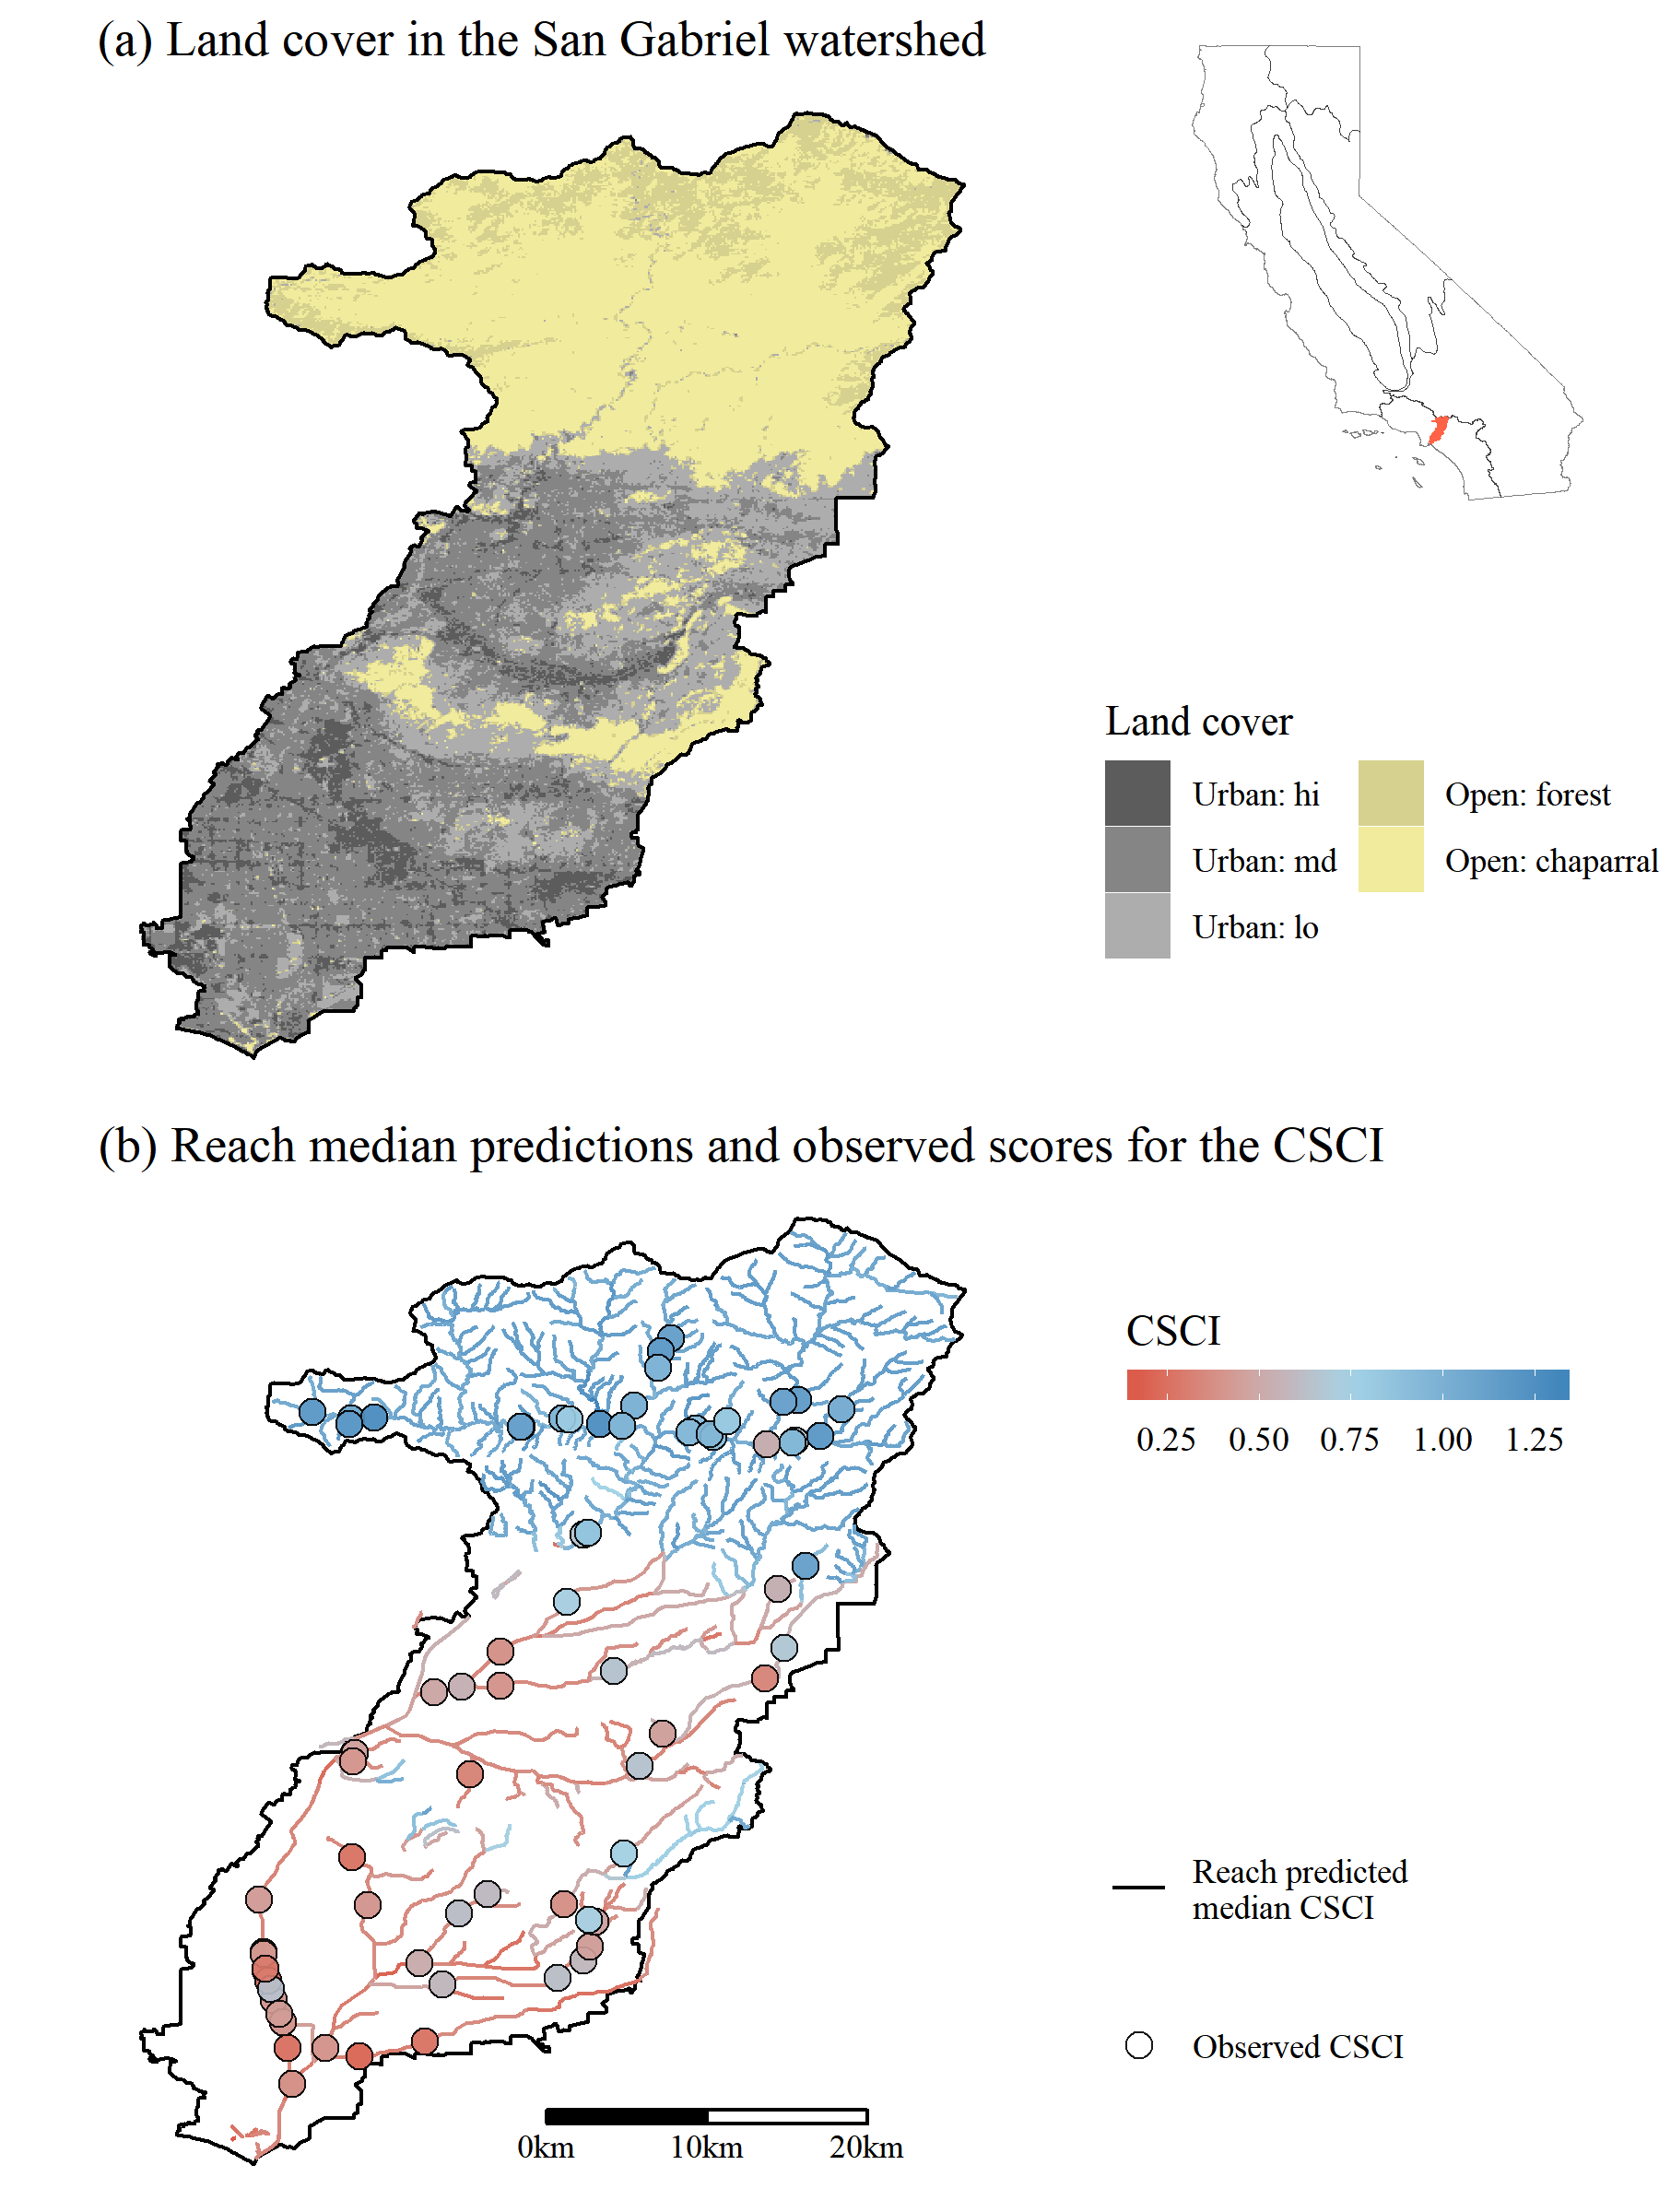 (a) Land cover in the San Gabriel watershed
Land cover
Urban: hi
Open: forest
Urban: md
Open: chaparral
Urban: lo
(b) Reach median predictions and observed scores for the CSCI
CSCI
0.25 0.50 0.75 1.00 1.25
Reach predicted
median CSCI
Observed CSCI
0km 10km 20km